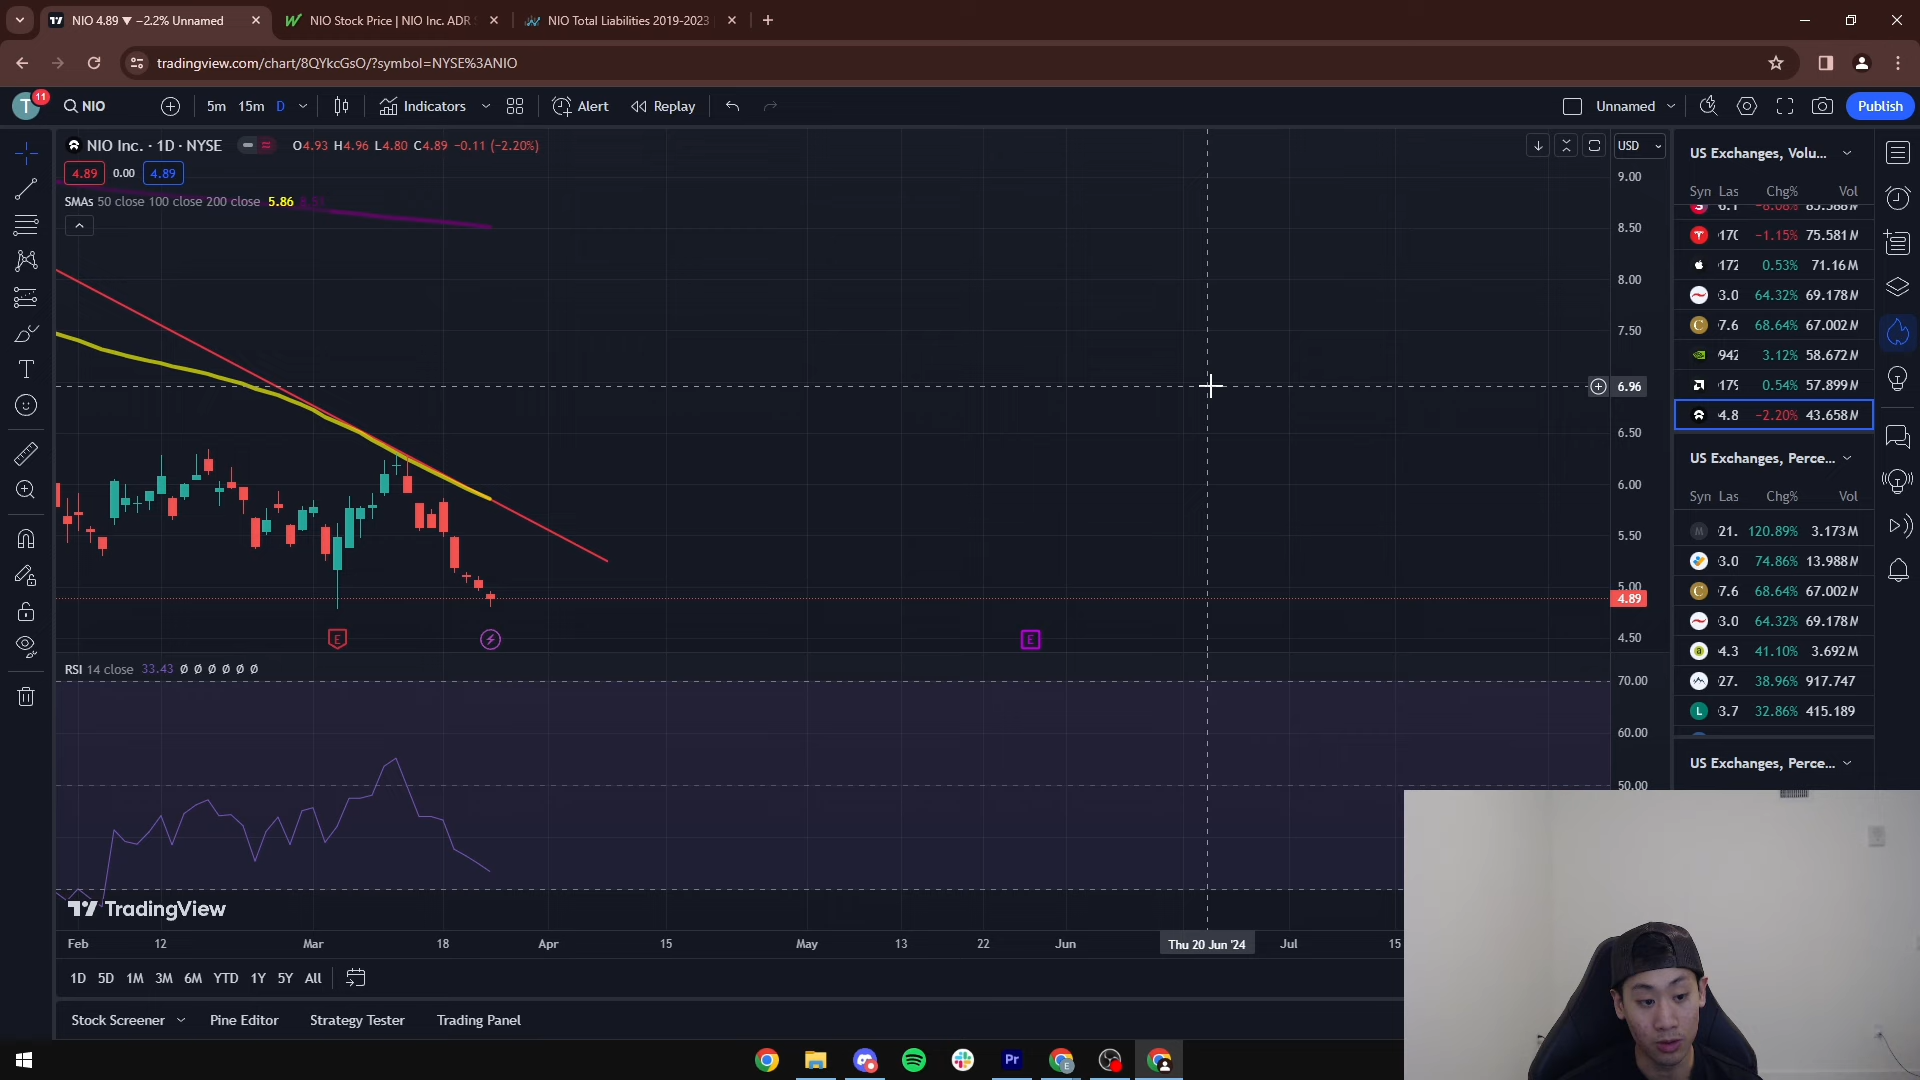 NIO 4.89 ▼ −2.2% Unnamed
NIO Stock Price | NIO Inc. ADR
NIO Total Liabilities 2019-2023
tradingview.com/chart/8QYkcGsO/?symbol=NYSE%3ANIO
T 11
NIO
5m 15m D
Indicators
Alert
Replay
Unnamed
Publish
NIO Inc. · 1D · NYSE
O4.93 H4.96 L4.80 C4.89 −0.11 (−2.20%)
4.89 0.00 4.89
SMAs 50 close 100 close 200 close 5.86
USD
9.00
8.50
8.00
7.50
6.96
6.50
6.00
5.50
5.00
4.89
4.50
E
E
RSI 14 close 33.43 Ø Ø Ø Ø Ø Ø
70.00
60.00
50.00
TradingView
Feb 12 Mar 18 Apr 15 May 13 22 Jun Thu 20 Jun '24 Jul 15
1D 5D 1M 3M 6M YTD 1Y 5Y All
Stock Screener Pine Editor Strategy Tester Trading Panel
US Exchanges, Volu...
Syn Las Chg% Vol
−1.15% 75.581M
0.53% 71.16M
3.0 64.32% 69.178M
7.6 68.64% 67.002M
3.12% 58.672M
0.54% 57.899M
4.8 −2.20% 43.658M
US Exchanges, Perce...
Syn Las Chg% Vol
21. 120.89% 3.173M
3.0 74.86% 13.988M
7.6 68.64% 67.002M
3.0 64.32% 69.178M
4.3 41.10% 3.692M
27. 38.96% 917.747
3.7 32.86% 415.189
US Exchanges, Perce...
Pr